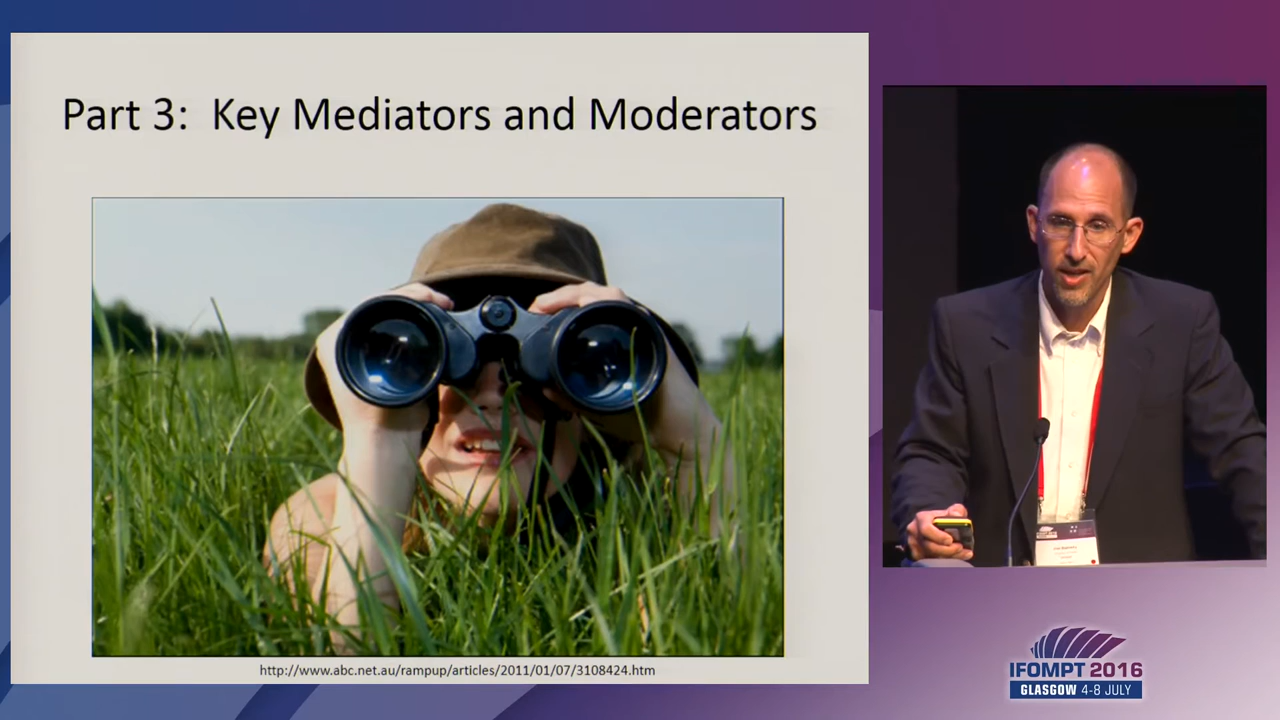 Part 3:  Key Mediators and Moderators
http://www.abc.net.au/rampup/articles/2011/01/07/3108424.htm
IFOMPT 2016
GLASGOW 4-8 JULY